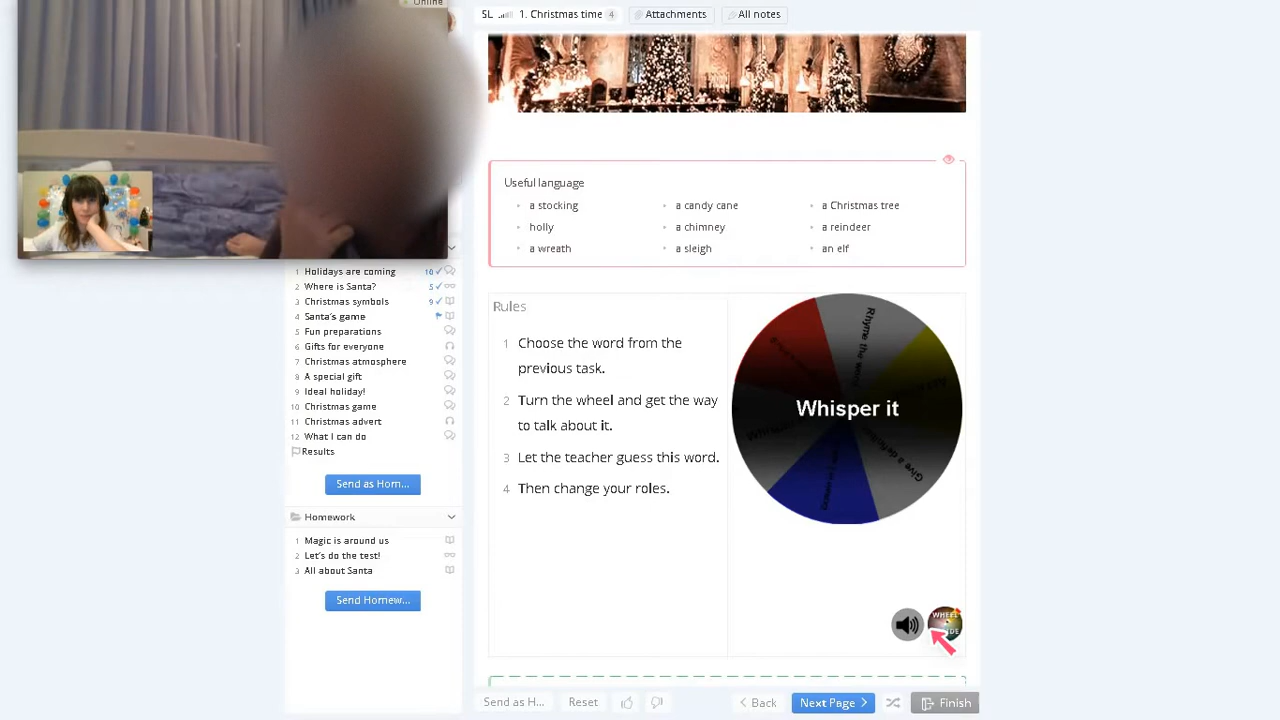 Online
SL 1. Christmas time 4 Attachments All notes
Useful language
a stocking a candy cane a Christmas tree
holly a chimney a reindeer
a wreath a sleigh an elf
1 Holidays are coming 10
2 Where is Santa? 5
3 Christmas symbols 9
4 Santa's game
5 Fun preparations
6 Gifts for everyone
7 Christmas atmosphere
8 A special gift
9 Ideal holiday!
10 Christmas game
11 Christmas advert
12 What I can do
Results
Send as Hom...
Homework
1 Magic is around us
2 Let's do the test!
3 All about Santa
Send Homew...
Rules
1 Choose the word from the
previous task.
2 Turn the wheel and get the way
to talk about it.
3 Let the teacher guess this word.
4 Then change your roles.
Rhyme the word
Whisper it
Give a definition
WHEEL
Send as H... Reset Back Next Page Finish